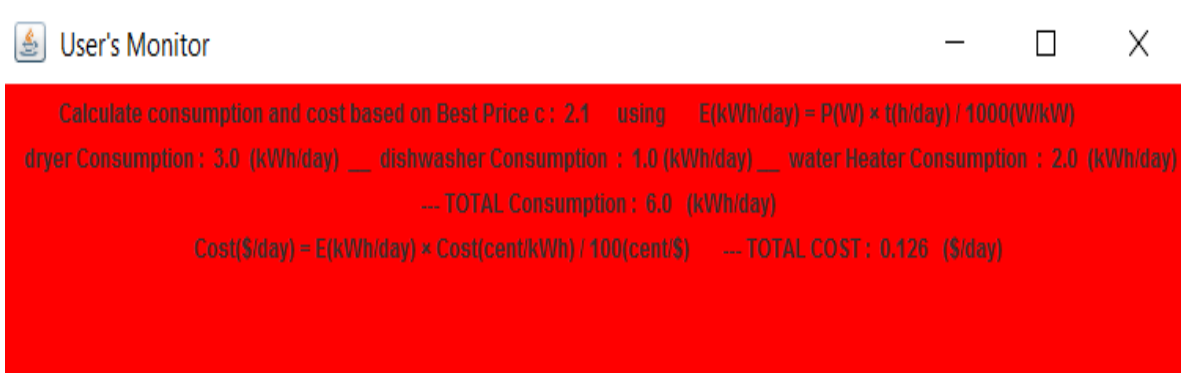 User's Monitor
Calculate consumption and cost based on Best Price c : 2.1 using E(kWh/day) = P(W) × t(h/day) / 1000(W/kW)
dryer Consumption : 3.0 (kWh/day) __ dishwasher Consumption : 1.0 (kWh/day) __ water Heater Consumption : 2.0 (kWh/day)
--- TOTAL Consumption : 6.0 (kWh/day)
Cost($/day) = E(kWh/day) × Cost(cent/kWh) / 100(cent/$) --- TOTAL COST : 0.126 ($/day)